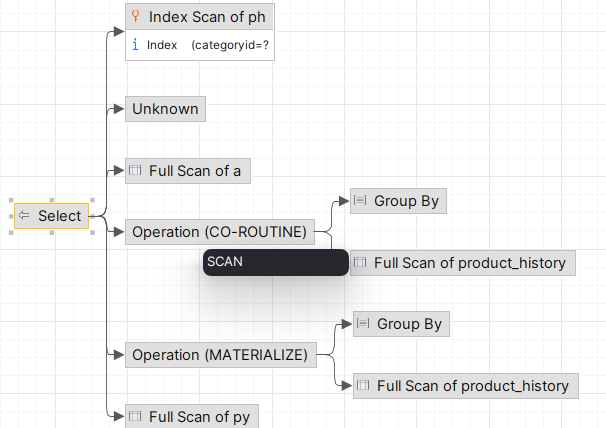 Index Scan of ph
Index (categoryid=?
Unknown
Full Scan of a
Select
Group By
Operation (CO-ROUTINE)
SCAN
Full Scan of product_history
Group By
Operation (MATERIALIZE)
Full Scan of product_history
Full Scan of py